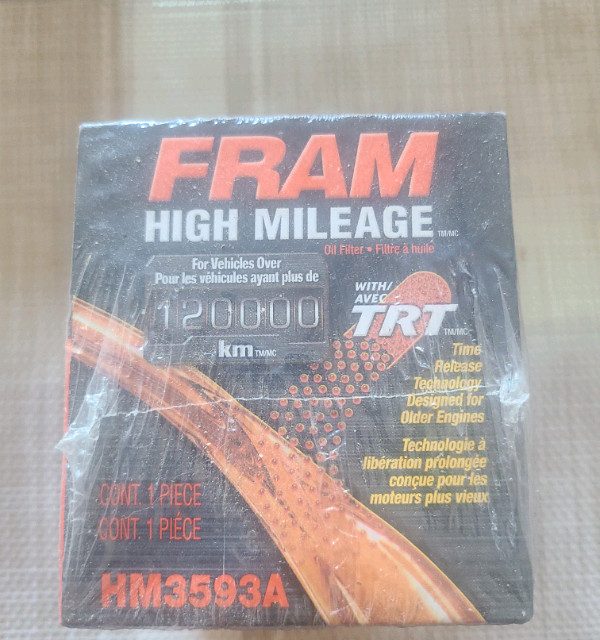 FRAM
HIGH MILEAGE TM/MC
Oil Filter • Filtre à huile
For Vehicles Over
Pour les véhicules ayant plus de
120000
km TM/MC
WITH/
AVEC
TRT TM/MC
Time
Release
Technology
Designed for
Older Engines
Technologie à
libération prolongée
conçue pour les
moteurs plus vieux
CONT. 1 PIECE
CONT. 1 PIÉCE
HM3593A